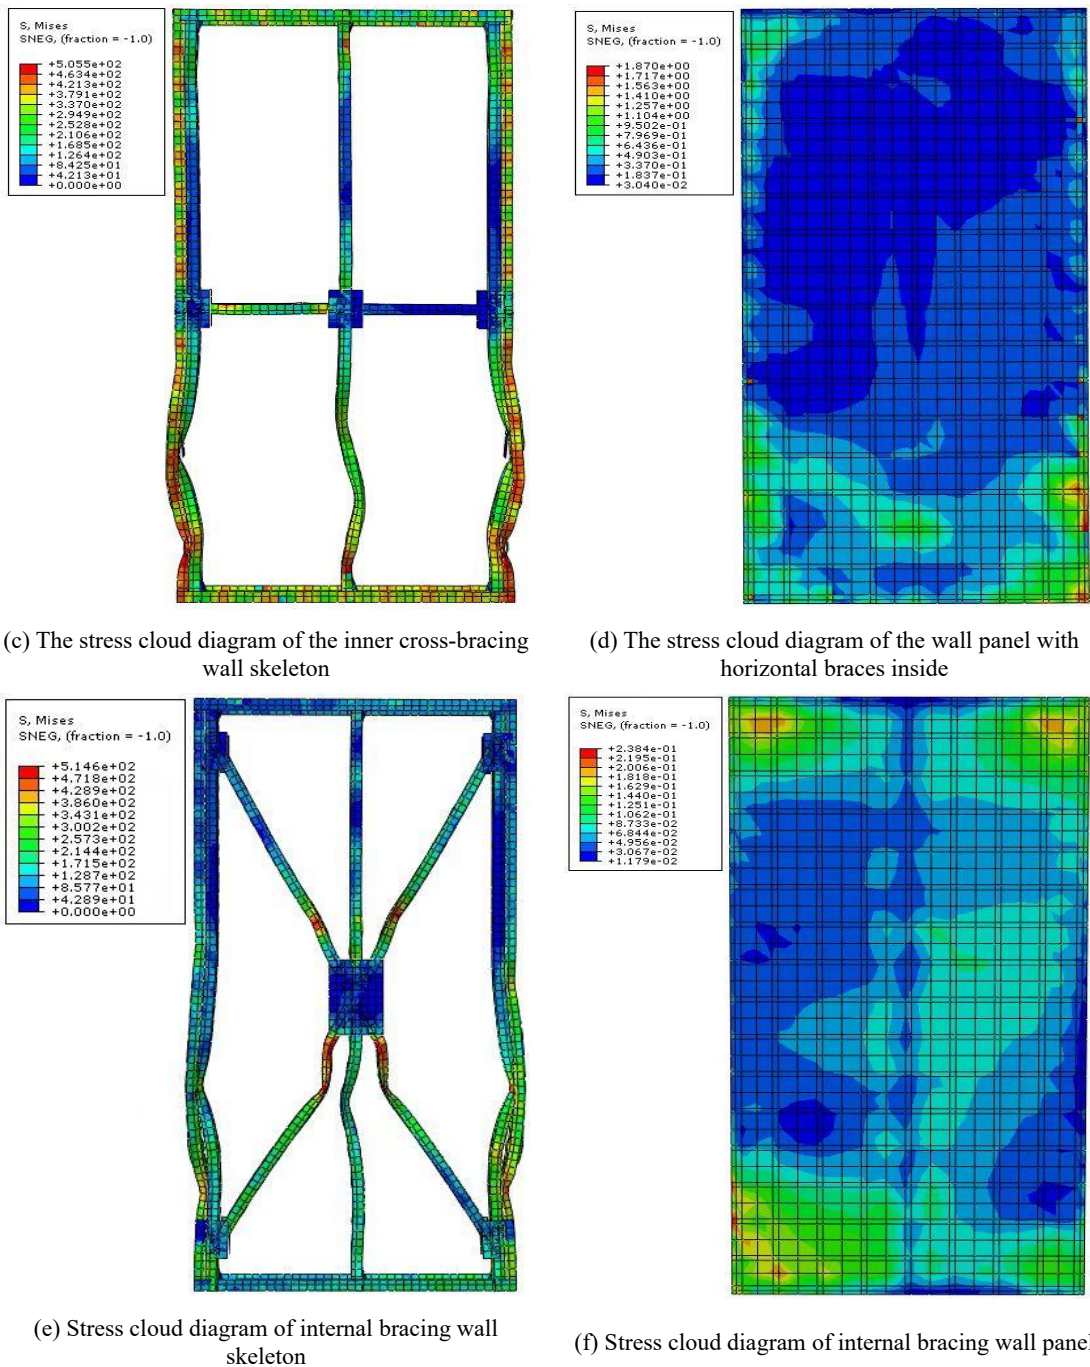 S, Mises
SNEG, (fraction = -1.0)
+5.055e+02
+4.634e+02
+4.213e+02
+3.791e+02
+3.370e+02
+2.949e+02
+2.528e+02
+2.106e+02
+1.685e+02
+1.264e+02
+8.425e+01
+4.213e+01
+0.000e+00
S, Mises
SNEG, (fraction = -1.0)
+1.870e+00
+1.717e+00
+1.563e+00
+1.410e+00
+1.257e+00
+1.104e+00
+9.502e-01
+7.969e-01
+6.436e-01
+4.903e-01
+3.370e-01
+1.837e-01
+3.040e-02
(c) The stress cloud diagram of the inner cross-bracing
wall skeleton
(d) The stress cloud diagram of the wall panel with
horizontal braces inside
S, Mises
SNEG, (fraction = -1.0)
+5.146e+02
+4.718e+02
+4.289e+02
+3.860e+02
+3.431e+02
+3.002e+02
+2.573e+02
+2.144e+02
+1.715e+02
+1.287e+02
+8.577e+01
+4.289e+01
+0.000e+00
S, Mises
SNEG, (fraction = -1.0)
+2.384e-01
+2.195e-01
+2.006e-01
+1.818e-01
+1.629e-01
+1.440e-01
+1.251e-01
+1.062e-01
+8.733e-02
+6.844e-02
+4.956e-02
+3.067e-02
+1.179e-02
(e) Stress cloud diagram of internal bracing wall
skeleton
(f) Stress cloud diagram of internal bracing wall panel